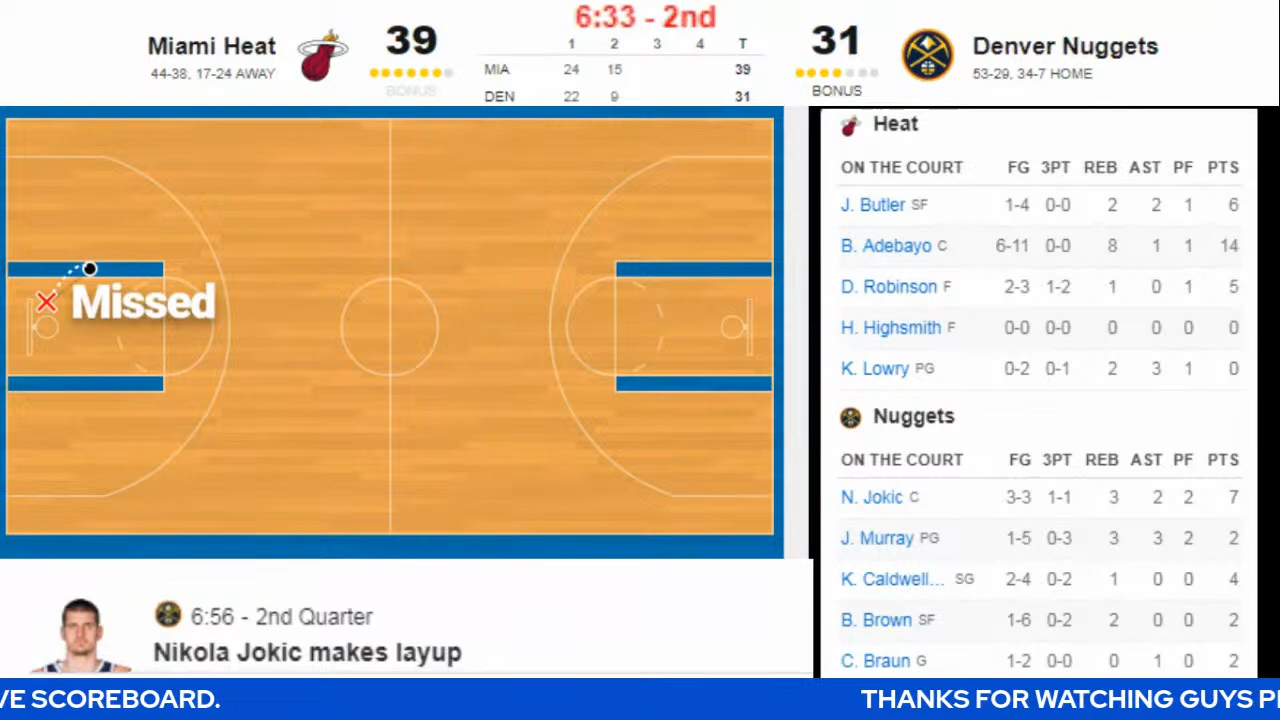 6:33 - 2nd
Miami Heat
44-38, 17-24 AWAY
39
BONUS
1 2 3 4 T
MIA 24 15 39
DEN 22 9 31
31
BONUS
Denver Nuggets
53-29, 34-7 HOME
Missed
Heat
ON THE COURT FG 3PT REB AST PF PTS
J. Butler SF 1-4 0-0 2 2 1 6
B. Adebayo C 6-11 0-0 8 1 1 14
D. Robinson F 2-3 1-2 1 0 1 5
H. Highsmith F 0-0 0-0 0 0 0 0
K. Lowry PG 0-2 0-1 2 3 1 0
Nuggets
ON THE COURT FG 3PT REB AST PF PTS
N. Jokic C 3-3 1-1 3 2 2 7
J. Murray PG 1-5 0-3 3 3 2 2
K. Caldwell... SG 2-4 0-2 1 0 0 4
B. Brown SF 1-6 0-2 2 0 0 2
C. Braun G 1-2 0-0 0 1 0 2
6:56 - 2nd Quarter
Nikola Jokic makes layup
VE SCOREBOARD. THANKS FOR WATCHING GUYS P